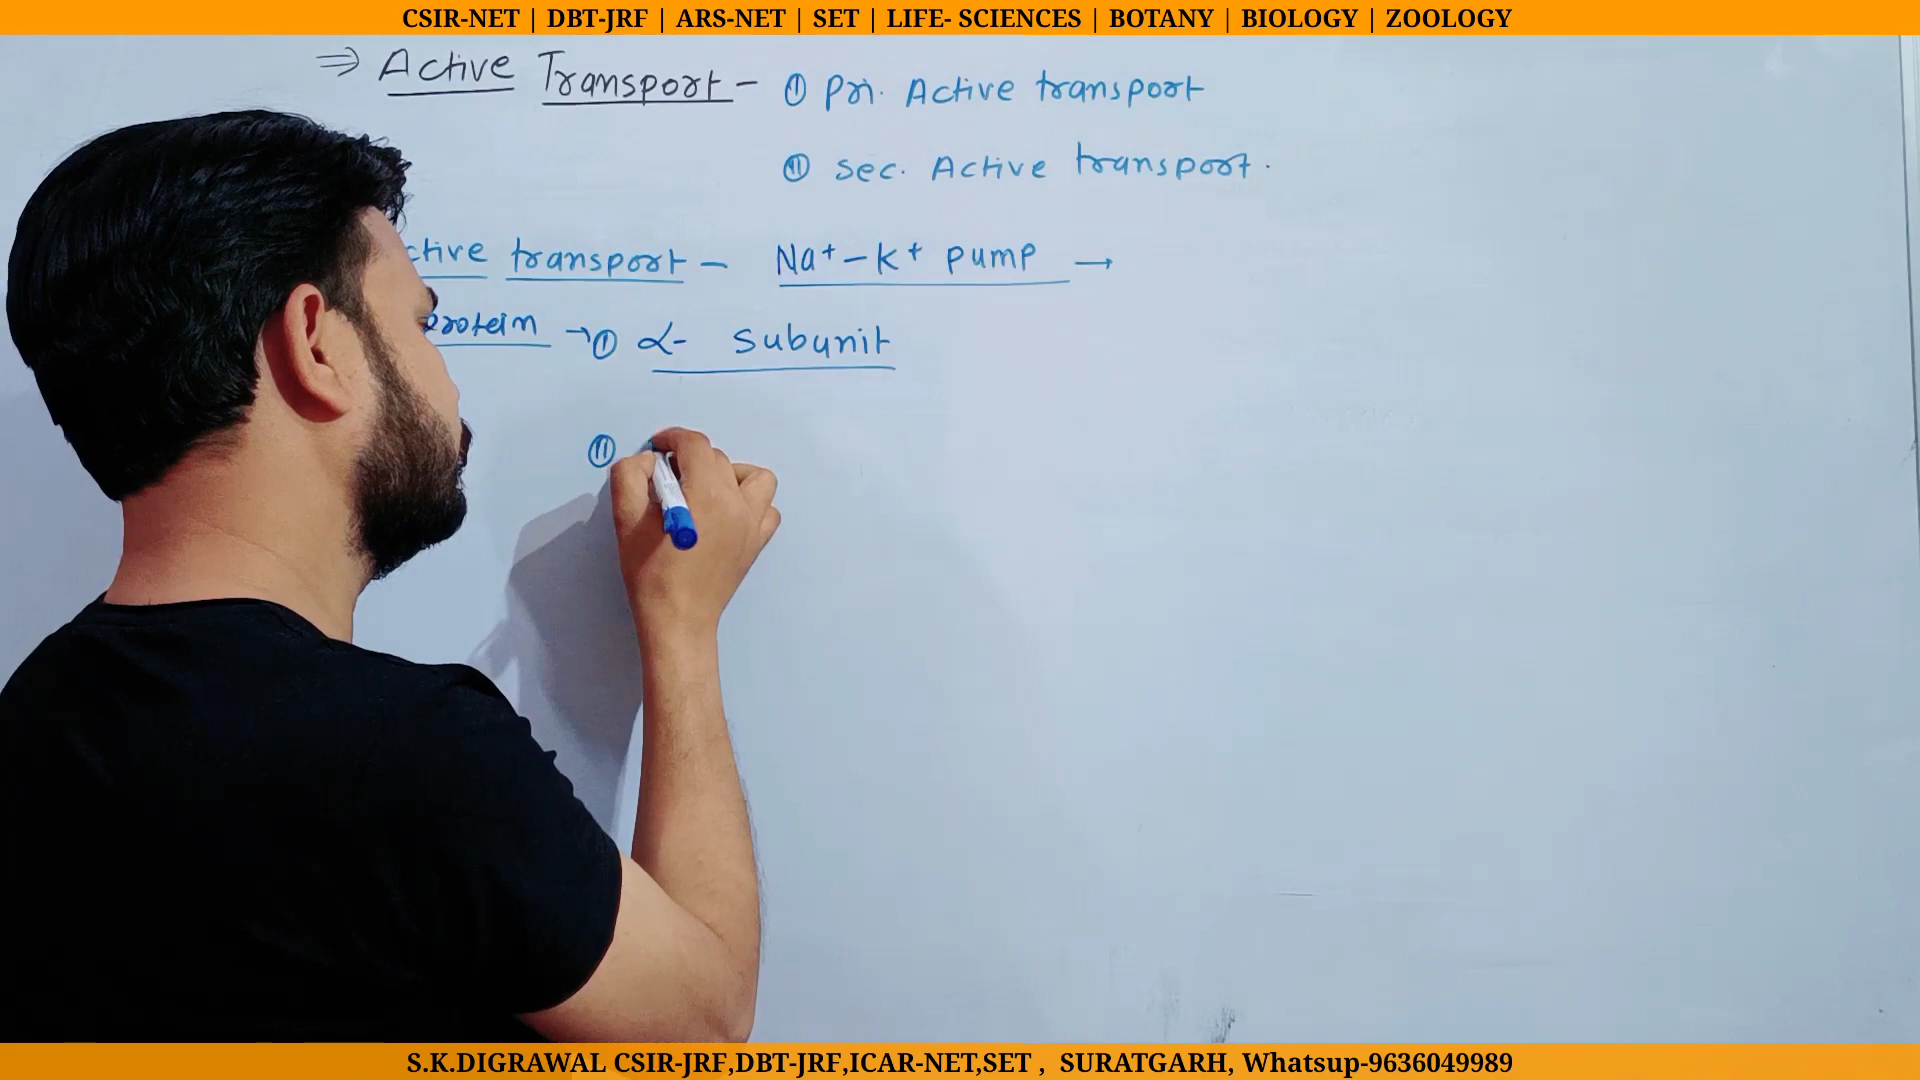 CSIR-NET | DBT-JRF | ARS-NET | SET | LIFE- SCIENCES | BOTANY | BIOLOGY | ZOOLOGY
⇒ Active Transport - ① Pri. Active transport
② Sec. Active transport.
ctive transport - Na+ - K+ pump →
protein → ① α- Subunit
②
S.K.DIGRAWAL CSIR-JRF,DBT-JRF,ICAR-NET,SET , SURATGARH, Whatsup-9636049989